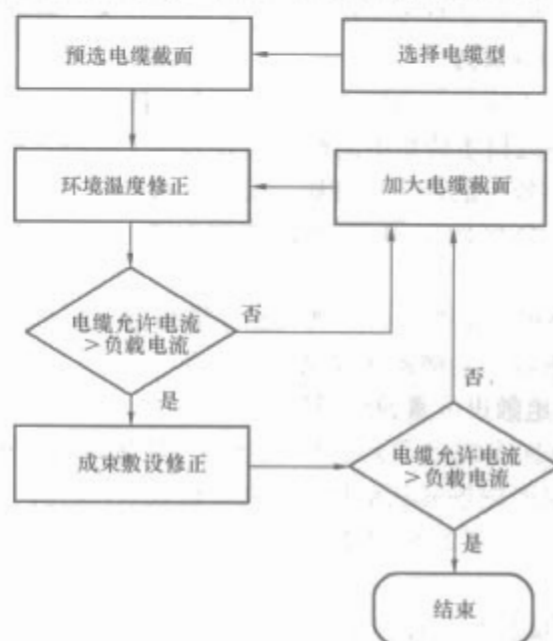 预选电缆截面
选择电缆型
环境温度修正
加大电缆截面
电缆允许电流
>负载电流
否
是
成束敷设修正
否
电缆允许电流
>负载电流
是
结束